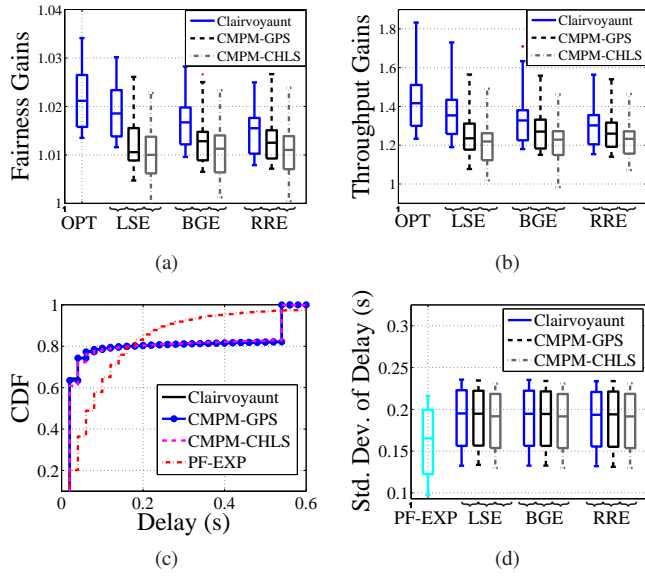 1.04
1.03
1.02
1.01
1
Fairness Gains
Clairvoyaunt
CMPM-GPS
CMPM-CHLS
OPT LSE BGE RRE
(a)
1.8
1.6
1.4
1.2
1
Throughput Gains
Clairvoyaunt
CMPM-GPS
CMPM-CHLS
OPT LSE BGE RRE
(b)
1
0.8
0.6
0.4
0.2
CDF
Clairvoyaunt
CMPM-GPS
CMPM-CHLS
PF-EXP
0 0.2 0.4 0.6
Delay (s)
(c)
0.3
0.25
0.2
0.15
0.1
Std. Dev. of Delay (s)
Clairvoyaunt
CMPM-GPS
CMPM-CHLS
PF-EXP LSE BGE RRE
(d)